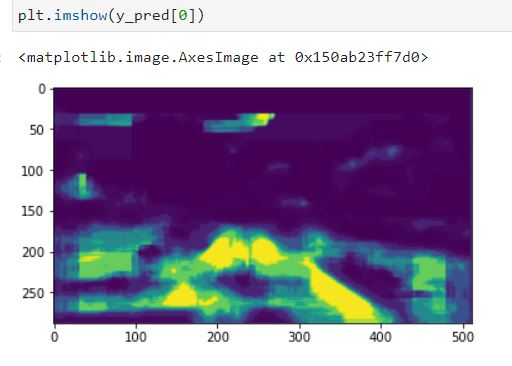 plt.imshow(y_pred[0])
<matplotlib.image.AxesImage at 0x150ab23ff7d0>
0
50
100
150
200
250
0 100 200 300 400 500